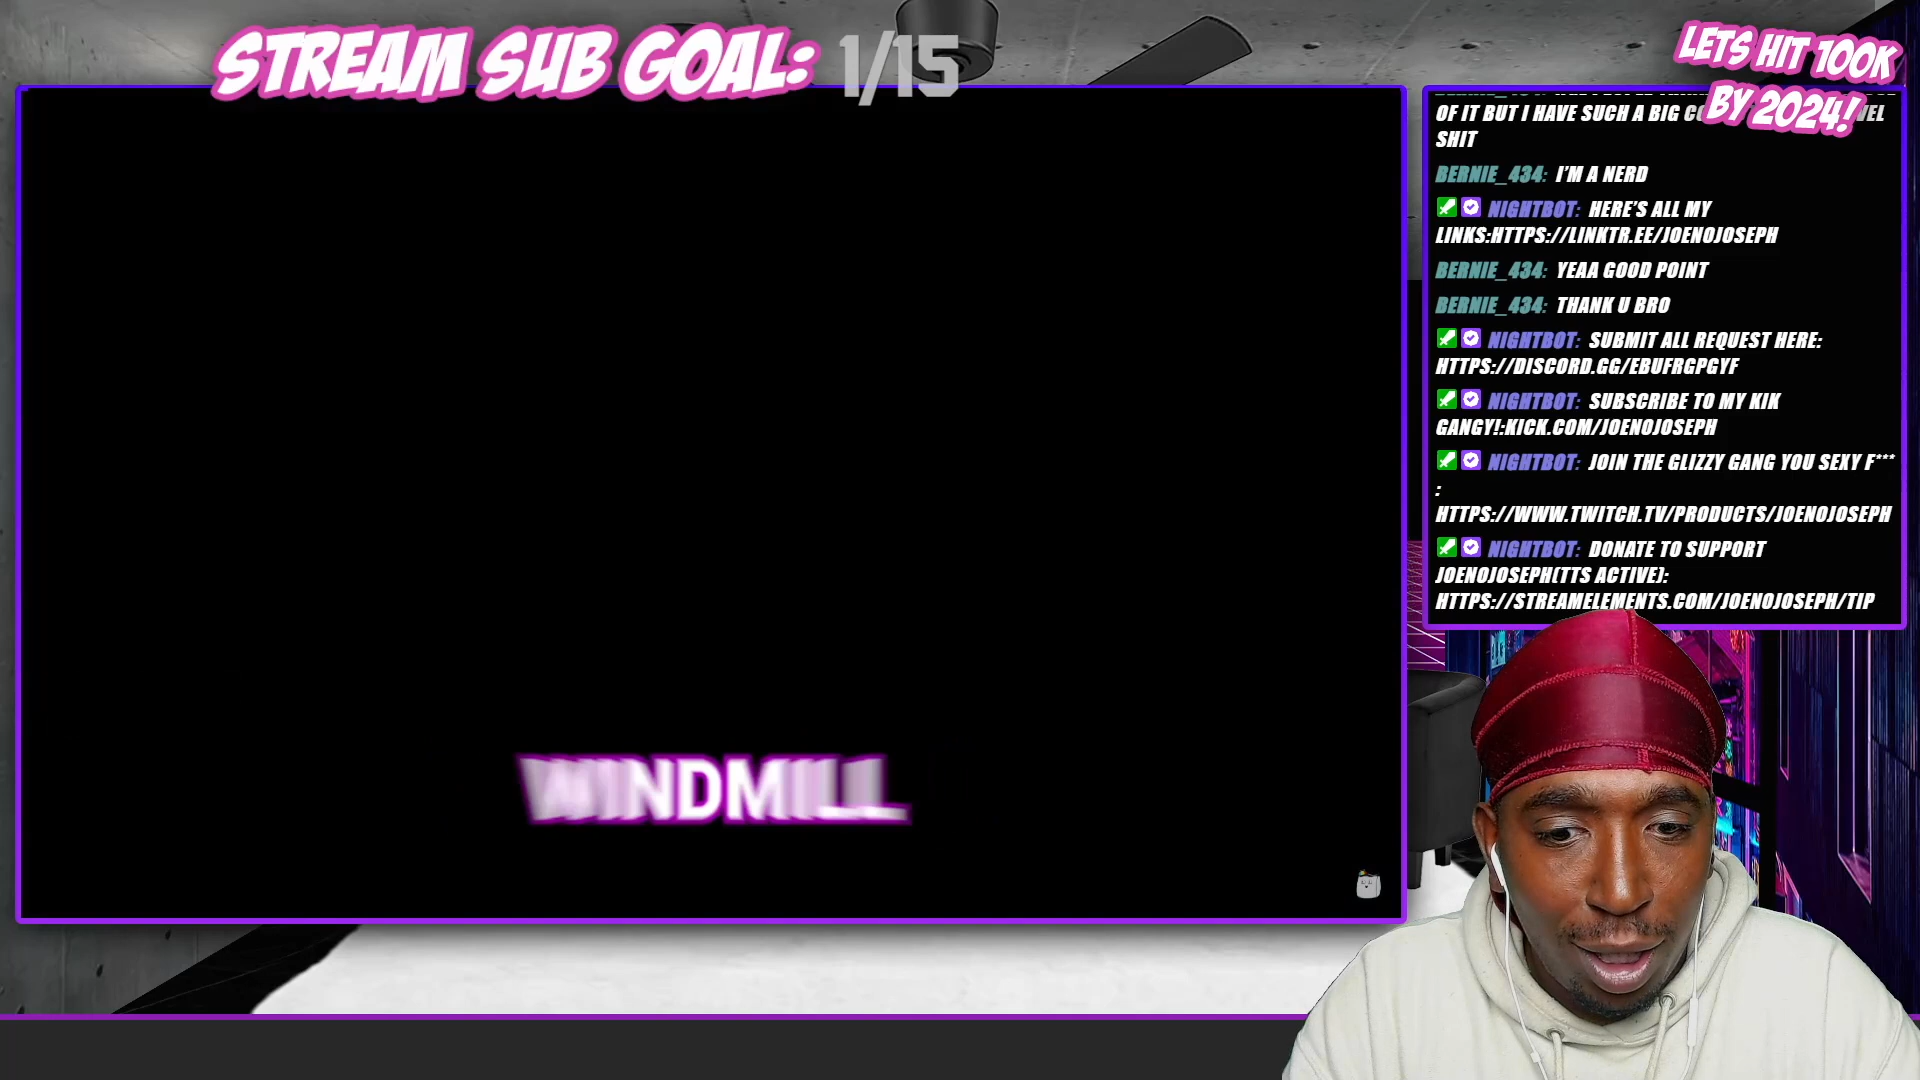 STREAM SUB GOAL: 1/15
LETS HIT 100K
BY 2024!
OF IT BUT I HAVE SUCH A BIG
SHIT
BERNIE_434: I'M A NERD
NIGHTBOT: HERE'S ALL MY
LINKS:HTTPS://LINKTR.EE/JOENOJOSEPH
BERNIE_434: YEAA GOOD POINT
BERNIE_434: THANK U BRO
NIGHTBOT: SUBMIT ALL REQUEST HERE:
HTTPS://DISCORD.GG/EBUFRGPGYF
NIGHTBOT: SUBSCRIBE TO MY KIK
GANGY!:KICK.COM/JOENOJOSEPH
NIGHTBOT: JOIN THE GLIZZY GANG YOU SEXY F***
:
HTTPS://WWW.TWITCH.TV/PRODUCTS/JOENOJOSEPH
NIGHTBOT: DONATE TO SUPPORT
JOENOJOSEPH(TTS ACTIVE):
HTTPS://STREAMELEMENTS.COM/JOENOJOSEPH/TIP
WINDMILL